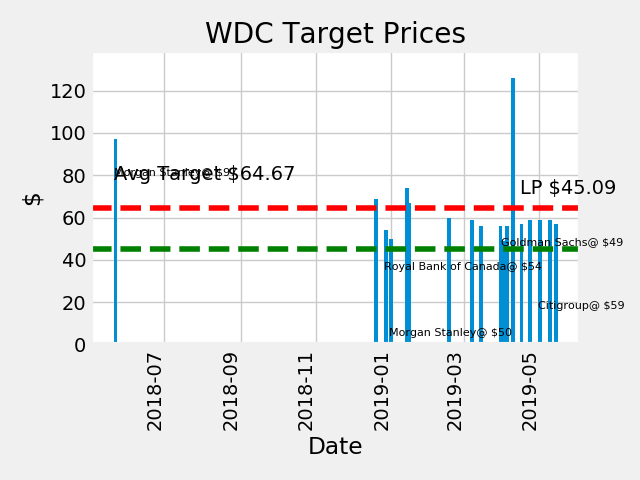 WDC Target Prices
120
100
80
60
40
20
0
$
Avg Target $64.67
Morgan Stanley@
LP $45.09
Goldman Sachs@ $49
Royal Bank of Canada@ $54
Citigroup@ $59
Morgan Stanley@ $50
2018-07
2018-09
2018-11
2019-01
2019-03
2019-05
Date